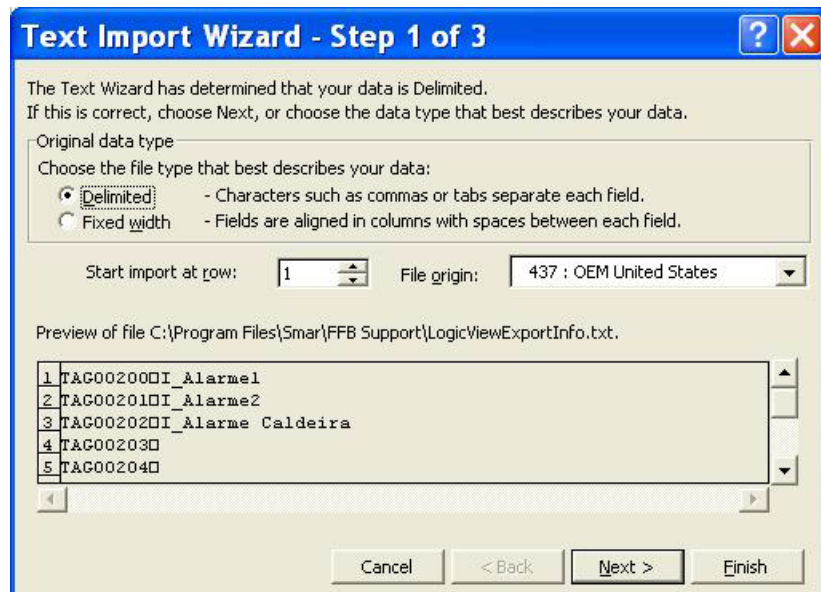 Text Import Wizard - Step 1 of 3
The Text Wizard has determined that your data is Delimited.
If this is correct, choose Next, or choose the data type that best describes your data.
Original data type
Choose the file type that best describes your data:
Delimited - Characters such as commas or tabs separate each field.
Fixed width - Fields are aligned in columns with spaces between each field.
Start import at row: 1 File origin: 437 : OEM United States
Preview of file C:\Program Files\Smar\FFB Support\LogicViewExportInfo.txt.
1 TAG00200□I_Alarme1
2 TAG00201□I_Alarme2
3 TAG00202□I_Alarme Caldeira
4 TAG00203□
5 TAG00204□
Cancel < Back Next > Finish